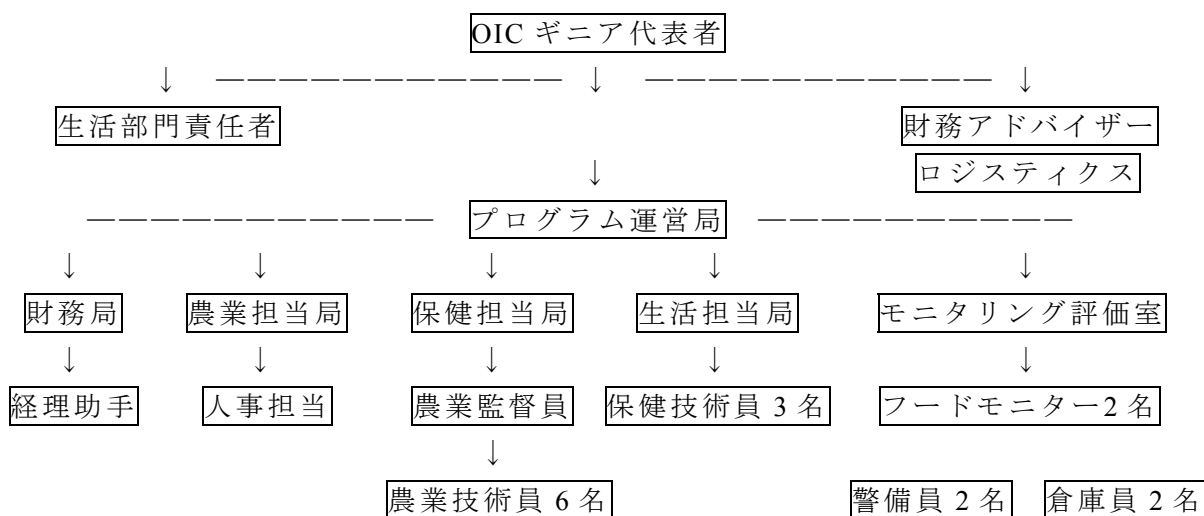 OIC ギニア代表者
↓ ——————————— ↓ ——————————— ↓
生活部門責任者 財務アドバイザー
ロジスティクス
↓
——————————— プログラム運営局 ——————————
↓ ↓ ↓ ↓ ↓
財務局 農業担当局 保健担当局 生活担当局 モニタリング評価室
↓ ↓ ↓ ↓ ↓
経理助手 人事担当 農業監督員 保健技術員 3 名 フードモニター2 名
↓
農業技術員 6 名 警備員 2 名 倉庫員 2 名